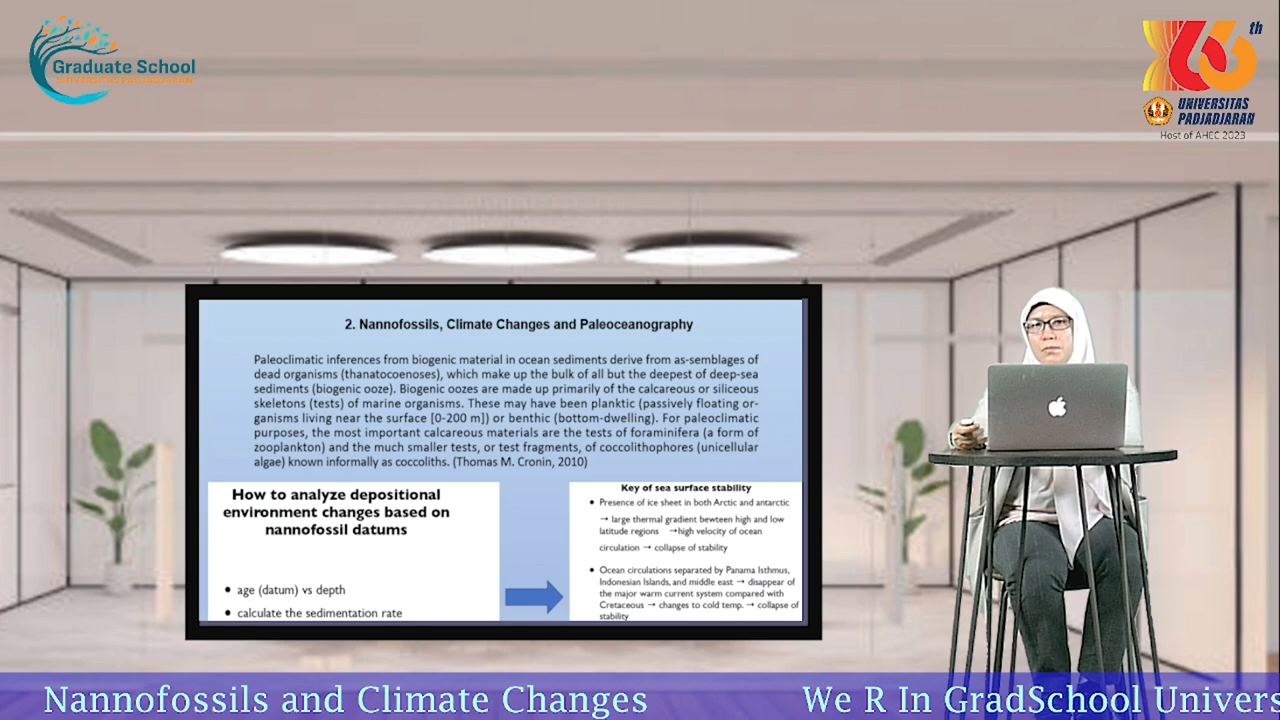 Graduate School
UNIVERSITAS PADJADJARAN
66th
UNIVERSITAS
PADJADJARAN
Host of AHCC 2023
2. Nannofossils, Climate Changes and Paleoceanography
Paleoclimatic inferences from biogenic material in ocean sediments derive from as-semblages of
dead organisms (thanatocoenoses), which make up the bulk of all but the deepest of deep-sea
sediments (biogenic ooze). Biogenic oozes are made up primarily of the calcareous or siliceous
skeletons (tests) of marine organisms. These may have been planktic (passively floating or-
ganisms living near the surface [0-200 m]) or benthic (bottom-dwelling). For paleoclimatic
purposes, the most important calcareous materials are the tests of foraminifera (a form of
zooplankton) and the much smaller tests, or test fragments, of coccolithophores (unicellular
algae) known informally as coccoliths. (Thomas M. Cronin, 2010)
How to analyze depositional
environment changes based on
nannofossil datums
• age (datum) vs depth
• calculate the sedimentation rate
Key of sea surface stability
• Presence of ice sheet in both Arctic and antarctic
→ large thermal gradient bewteen high and low
latitude regions →high velocity of ocean
circulation → collapse of stability
• Ocean circulations separated by Panama Isthmus,
Indonesian Islands, and middle east → disappear of
the major warm current system compared with
Cretaceous → changes to cold temp. → collapse of
stability
Nannofossils and Climate Changes
We R In GradSchool Univers